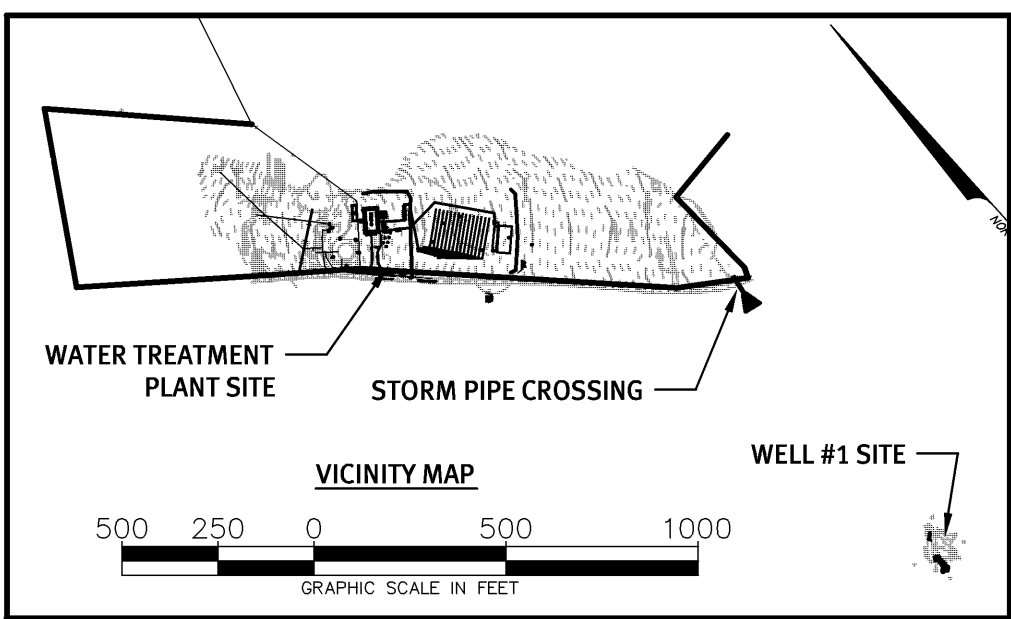 WATER TREATMENT
PLANT SITE
STORM PIPE CROSSING
WELL #1 SITE
VICINITY MAP
500 250 0 500 1000
GRAPHIC SCALE IN FEET